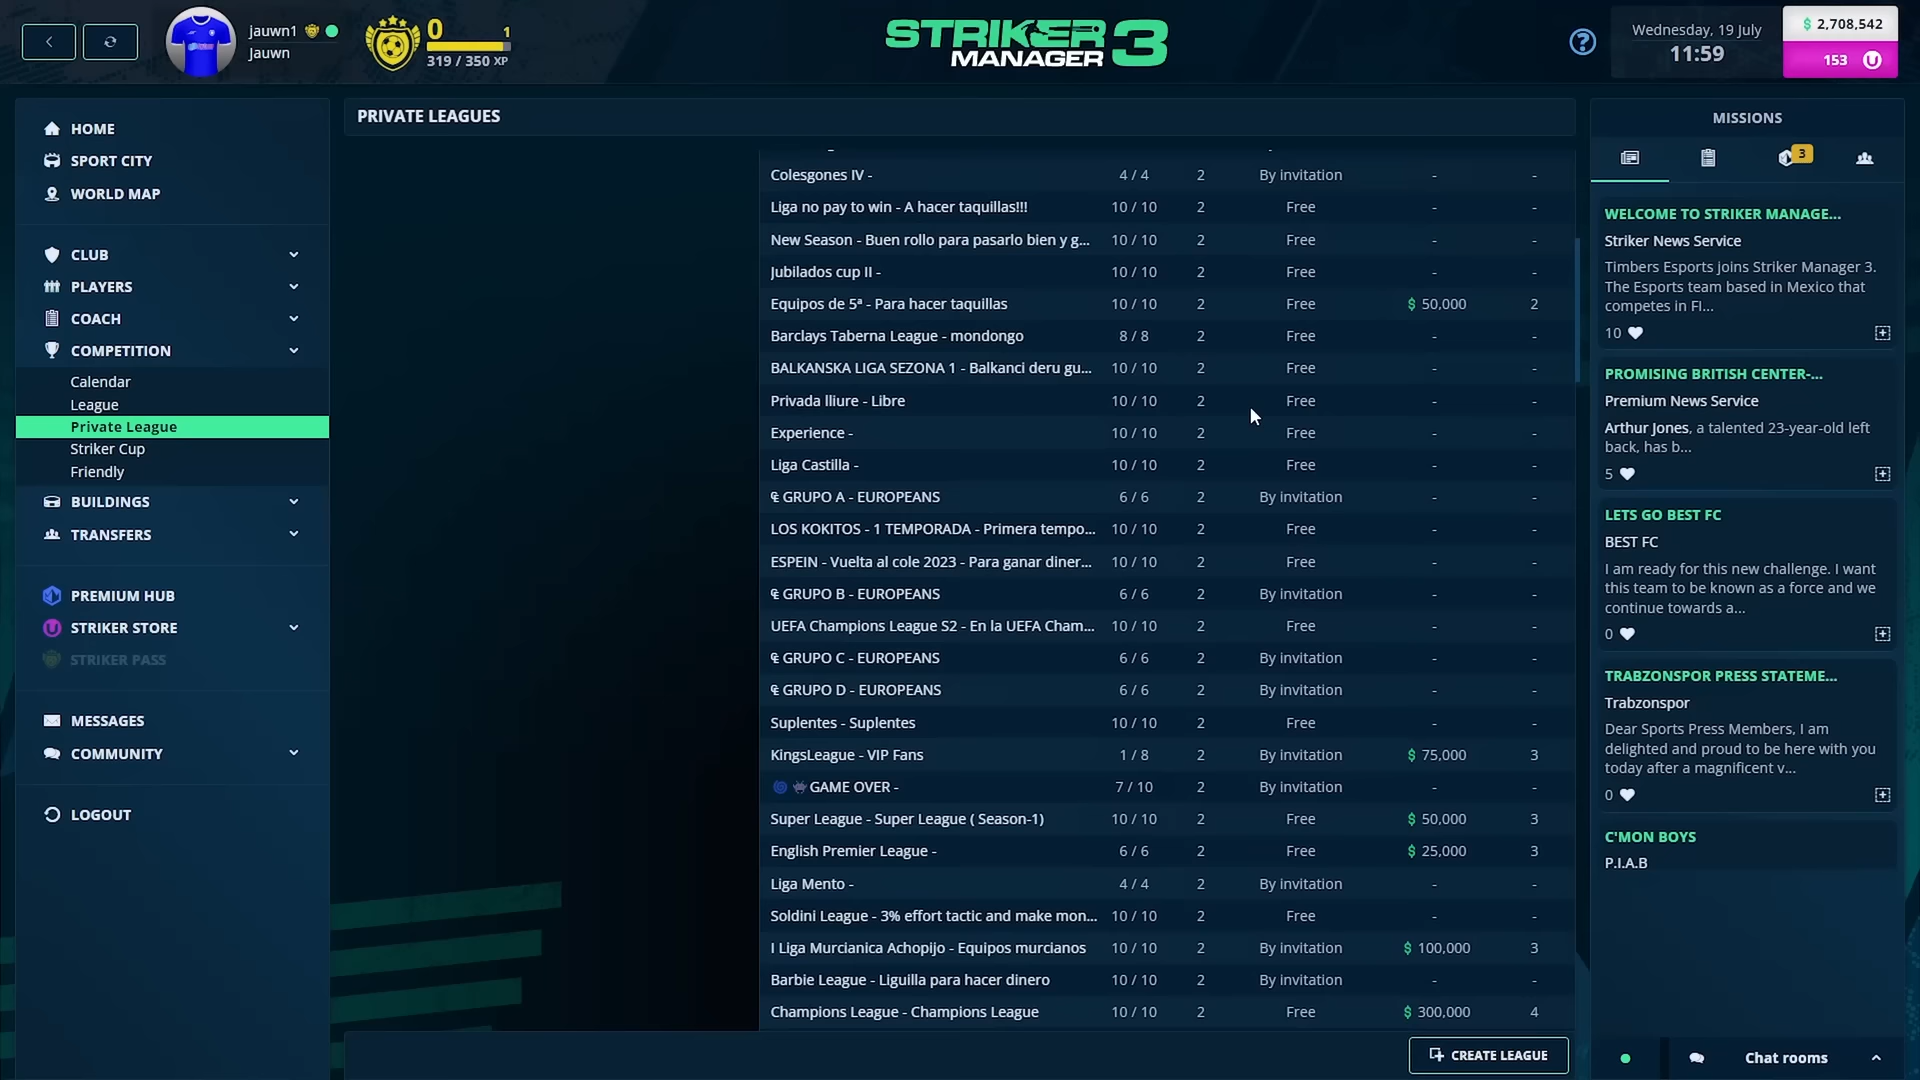 jauwn1
Jauwn
0
1
319 / 350 XP
STRIKER
MANAGER 3
Wednesday, 19 July
11:59
$ 2,708,542
153
HOME
SPORT CITY
WORLD MAP
CLUB
PLAYERS
COACH
COMPETITION
Calendar
League
Private League
Striker Cup
Friendly
BUILDINGS
TRANSFERS
PREMIUM HUB
STRIKER STORE
STRIKER PASS
MESSAGES
COMMUNITY
LOGOUT
PRIVATE LEAGUES
Colesgones IV - 4 / 4 2 By invitation - -
Liga no pay to win - A hacer taquillas!!! 10 / 10 2 Free - -
New Season - Buen rollo para pasarlo bien y g... 10 / 10 2 Free - -
Jubilados cup II - 10 / 10 2 Free - -
Equipos de 5ª - Para hacer taquillas 10 / 10 2 Free $ 50,000 2
Barclays Taberna League - mondongo 8 / 8 2 Free - -
BALKANSKA LIGA SEZONA 1 - Balkanci deru gu... 10 / 10 2 Free - -
Privada lliure - Libre 10 / 10 2 Free - -
Experience - 10 / 10 2 Free - -
Liga Castilla - 10 / 10 2 Free - -
GRUPO A - EUROPEANS 6 / 6 2 By invitation - -
LOS KOKITOS - 1 TEMPORADA - Primera tempo... 10 / 10 2 Free - -
ESPEIN - Vuelta al cole 2023 - Para ganar diner... 10 / 10 2 Free - -
GRUPO B - EUROPEANS 6 / 6 2 By invitation - -
UEFA Champions League S2 - En la UEFA Cham... 10 / 10 2 Free - -
GRUPO C - EUROPEANS 6 / 6 2 By invitation - -
GRUPO D - EUROPEANS 6 / 6 2 By invitation - -
Suplentes - Suplentes 10 / 10 2 Free - -
KingsLeague - VIP Fans 1 / 8 2 By invitation $ 75,000 3
GAME OVER - 7 / 10 2 By invitation - -
Super League - Super League ( Season-1) 10 / 10 2 Free $ 50,000 3
English Premier League - 6 / 6 2 Free $ 25,000 3
Liga Mento - 4 / 4 2 By invitation - -
Soldini League - 3% effort tactic and make mon... 10 / 10 2 Free - -
I Liga Murcianica Achopijo - Equipos murcianos 10 / 10 2 By invitation $ 100,000 3
Barbie League - Liguilla para hacer dinero 10 / 10 2 By invitation - -
Champions League - Champions League 10 / 10 2 Free $ 300,000 4
CREATE LEAGUE
MISSIONS
3
WELCOME TO STRIKER MANAGE...
Striker News Service
Timbers Esports joins Striker Manager 3.
The Esports team based in Mexico that
competes in FI...
10
PROMISING BRITISH CENTER-...
Premium News Service
Arthur Jones, a talented 23-year-old left
back, has b...
5
LETS GO BEST FC
BEST FC
I am ready for this new challenge. I want
this team to be known as a force and we
continue towards a...
0
TRABZONSPOR PRESS STATEME...
Trabzonspor
Dear Sports Press Members, I am
delighted and proud to be here with you
today after a magnificent v...
0
C'MON BOYS
P.I.A.B
Chat rooms